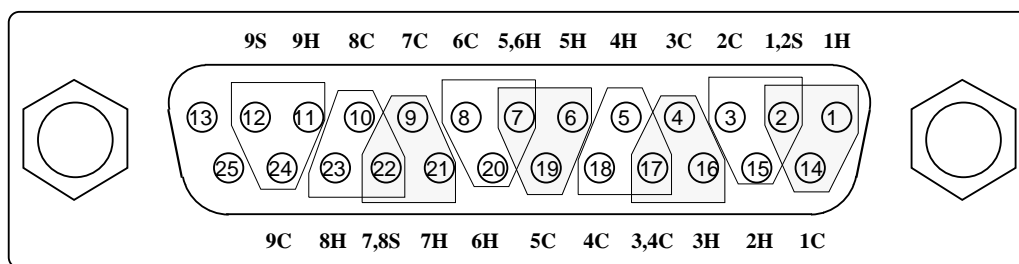 9S 9H 8C 7C 6C 5,6H 5H 4H 3C 2C 1,2S 1H
13 12 11 10 9 8 7 6 5 4 3 2 1
25 24 23 22 21 20 19 18 17 16 15 14
9C 8H 7,8S 7H 6H 5C 4C 3,4C 3H 2H 1C